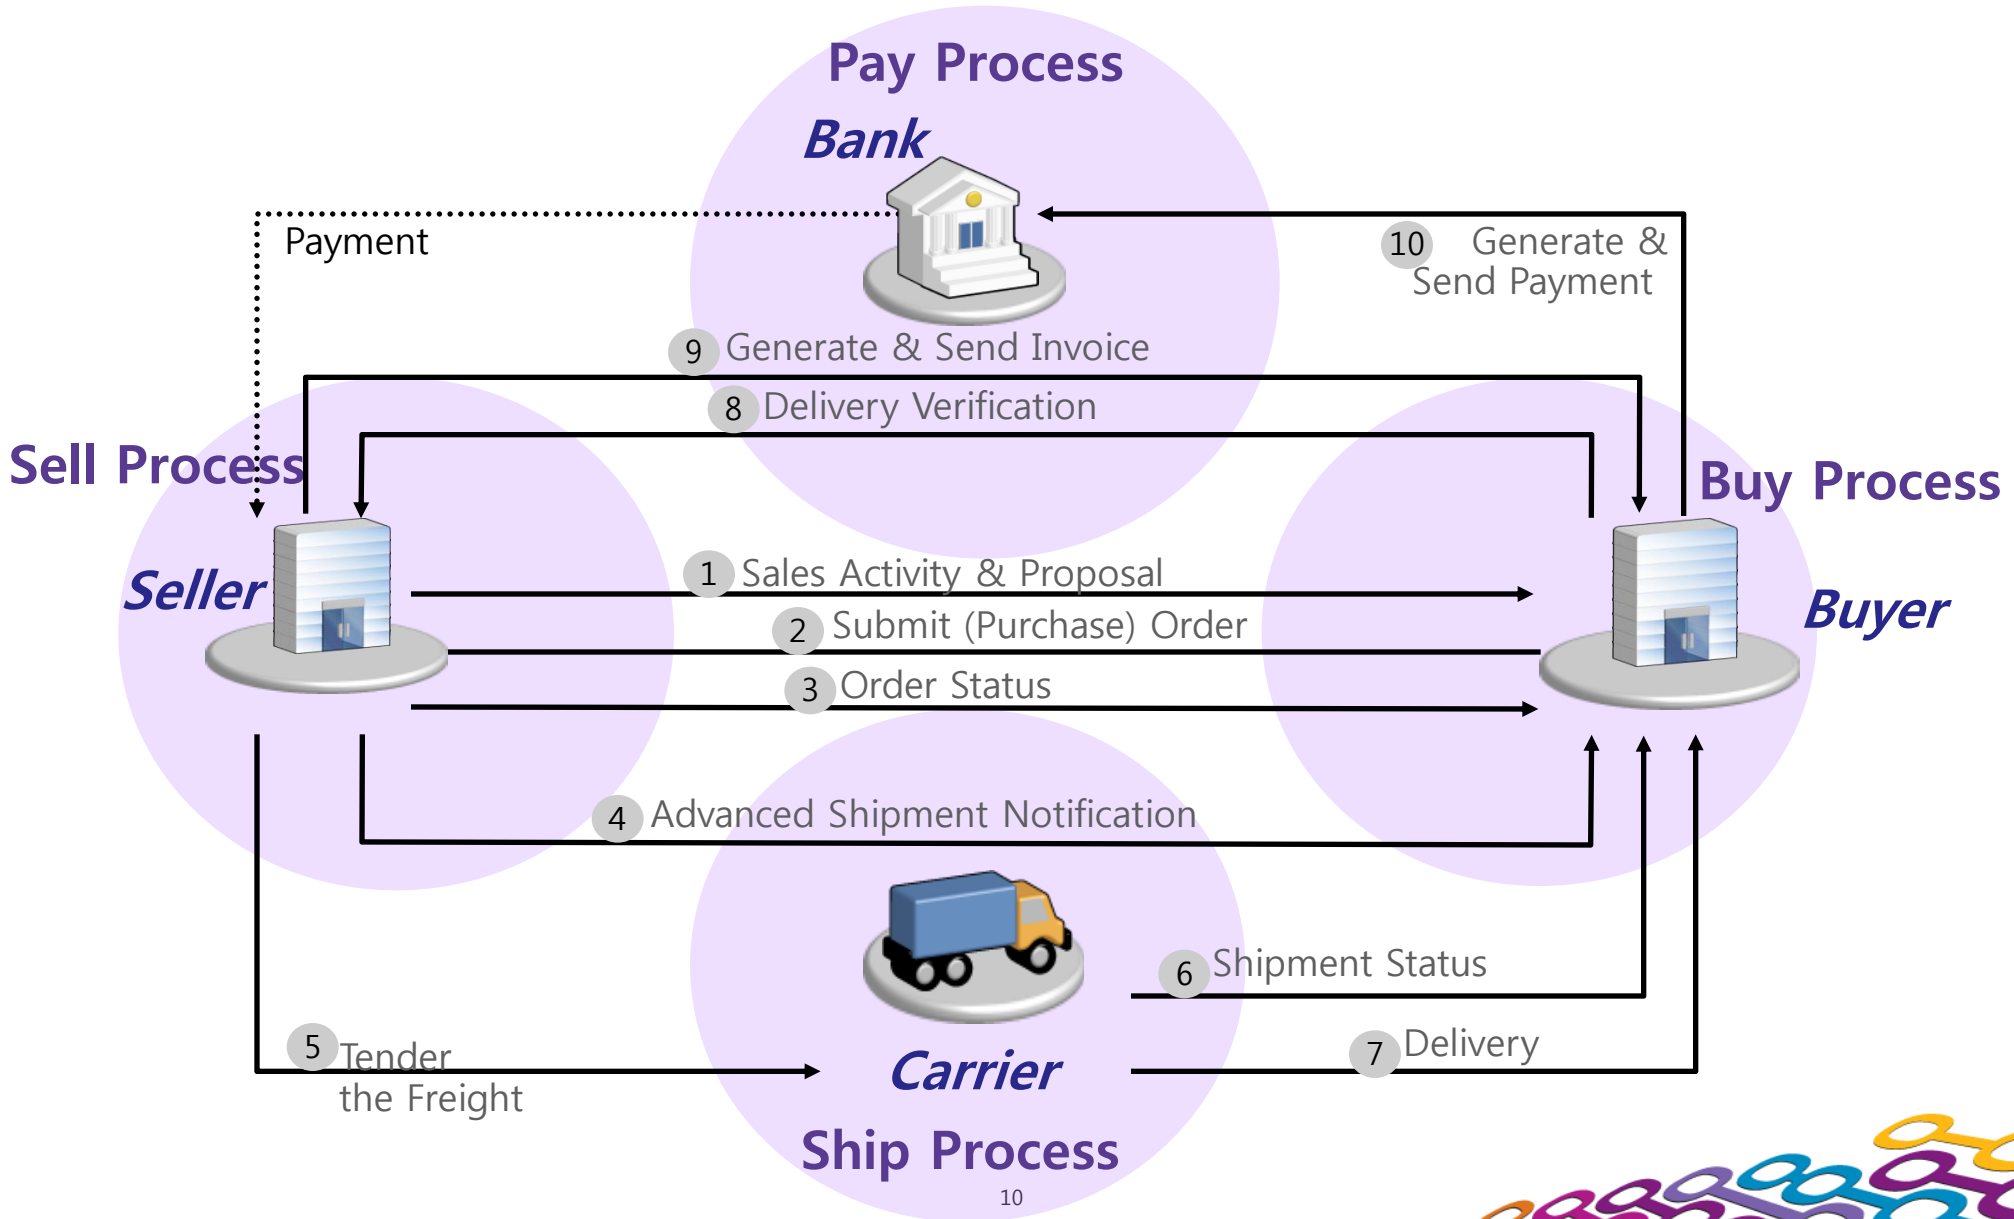 Pay Process
Bank
Payment
10 Generate &
Send Payment
9 Generate & Send Invoice
8 Delivery Verification
Sell Process
Buy Process
Seller
1 Sales Activity & Proposal
Buyer
2 Submit (Purchase) Order
3 Order Status
4 Advanced Shipment Notification
6 Shipment Status
5 Tender
the Freight
7 Delivery
Carrier
Ship Process
10